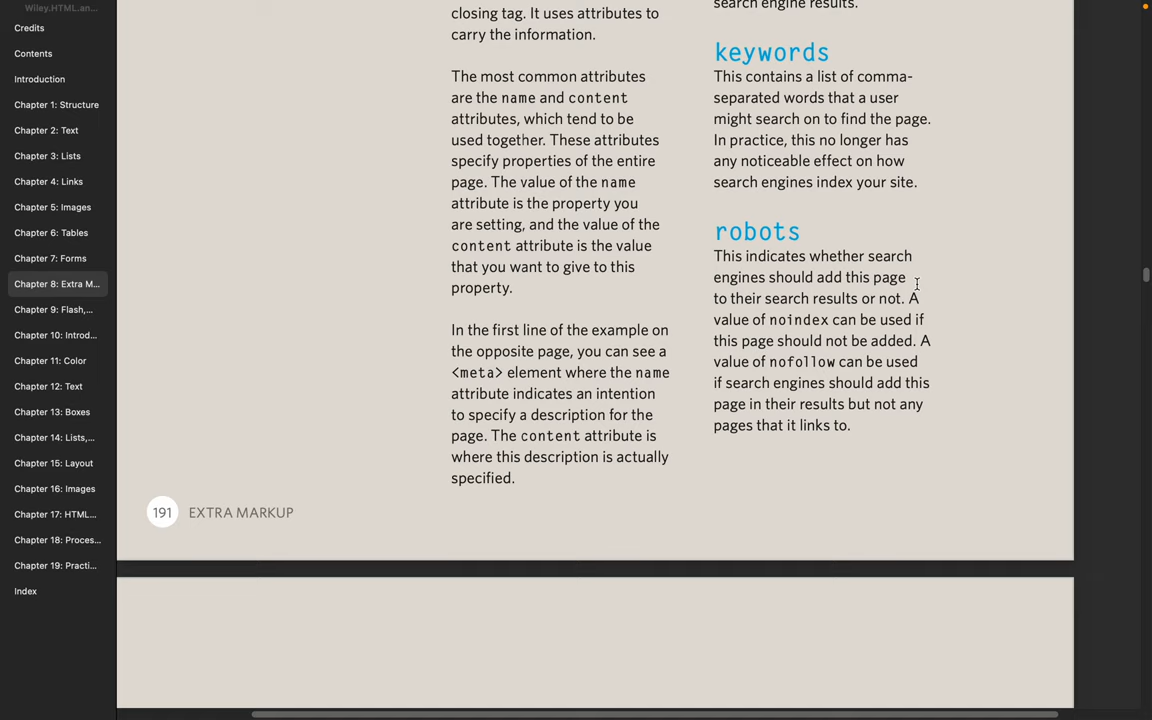 Wiley.HTML.an...
Credits
Contents
Introduction
Chapter 1: Structure
Chapter 2: Text
Chapter 3: Lists
Chapter 4: Links
Chapter 5: Images
Chapter 6: Tables
Chapter 7: Forms
Chapter 8: Extra M...
Chapter 9: Flash,...
Chapter 10: Introd...
Chapter 11: Color
Chapter 12: Text
Chapter 13: Boxes
Chapter 14: Lists,...
Chapter 15: Layout
Chapter 16: Images
Chapter 17: HTML...
Chapter 18: Proces...
Chapter 19: Practi...
Index
closing tag. It uses attributes to
carry the information.
The most common attributes
are the name and content
attributes, which tend to be
used together. These attributes
specify properties of the entire
page. The value of the name
attribute is the property you
are setting, and the value of the
content attribute is the value
that you want to give to this
property.
In the first line of the example on
the opposite page, you can see a
<meta> element where the name
attribute indicates an intention
to specify a description for the
page. The content attribute is
where this description is actually
specified.
search engine results.
keywords
This contains a list of comma-
separated words that a user
might search on to find the page.
In practice, this no longer has
any noticeable effect on how
search engines index your site.
robots
This indicates whether search
engines should add this page
to their search results or not. A
value of noindex can be used if
this page should not be added. A
value of nofollow can be used
if search engines should add this
page in their results but not any
pages that it links to.
191 EXTRA MARKUP